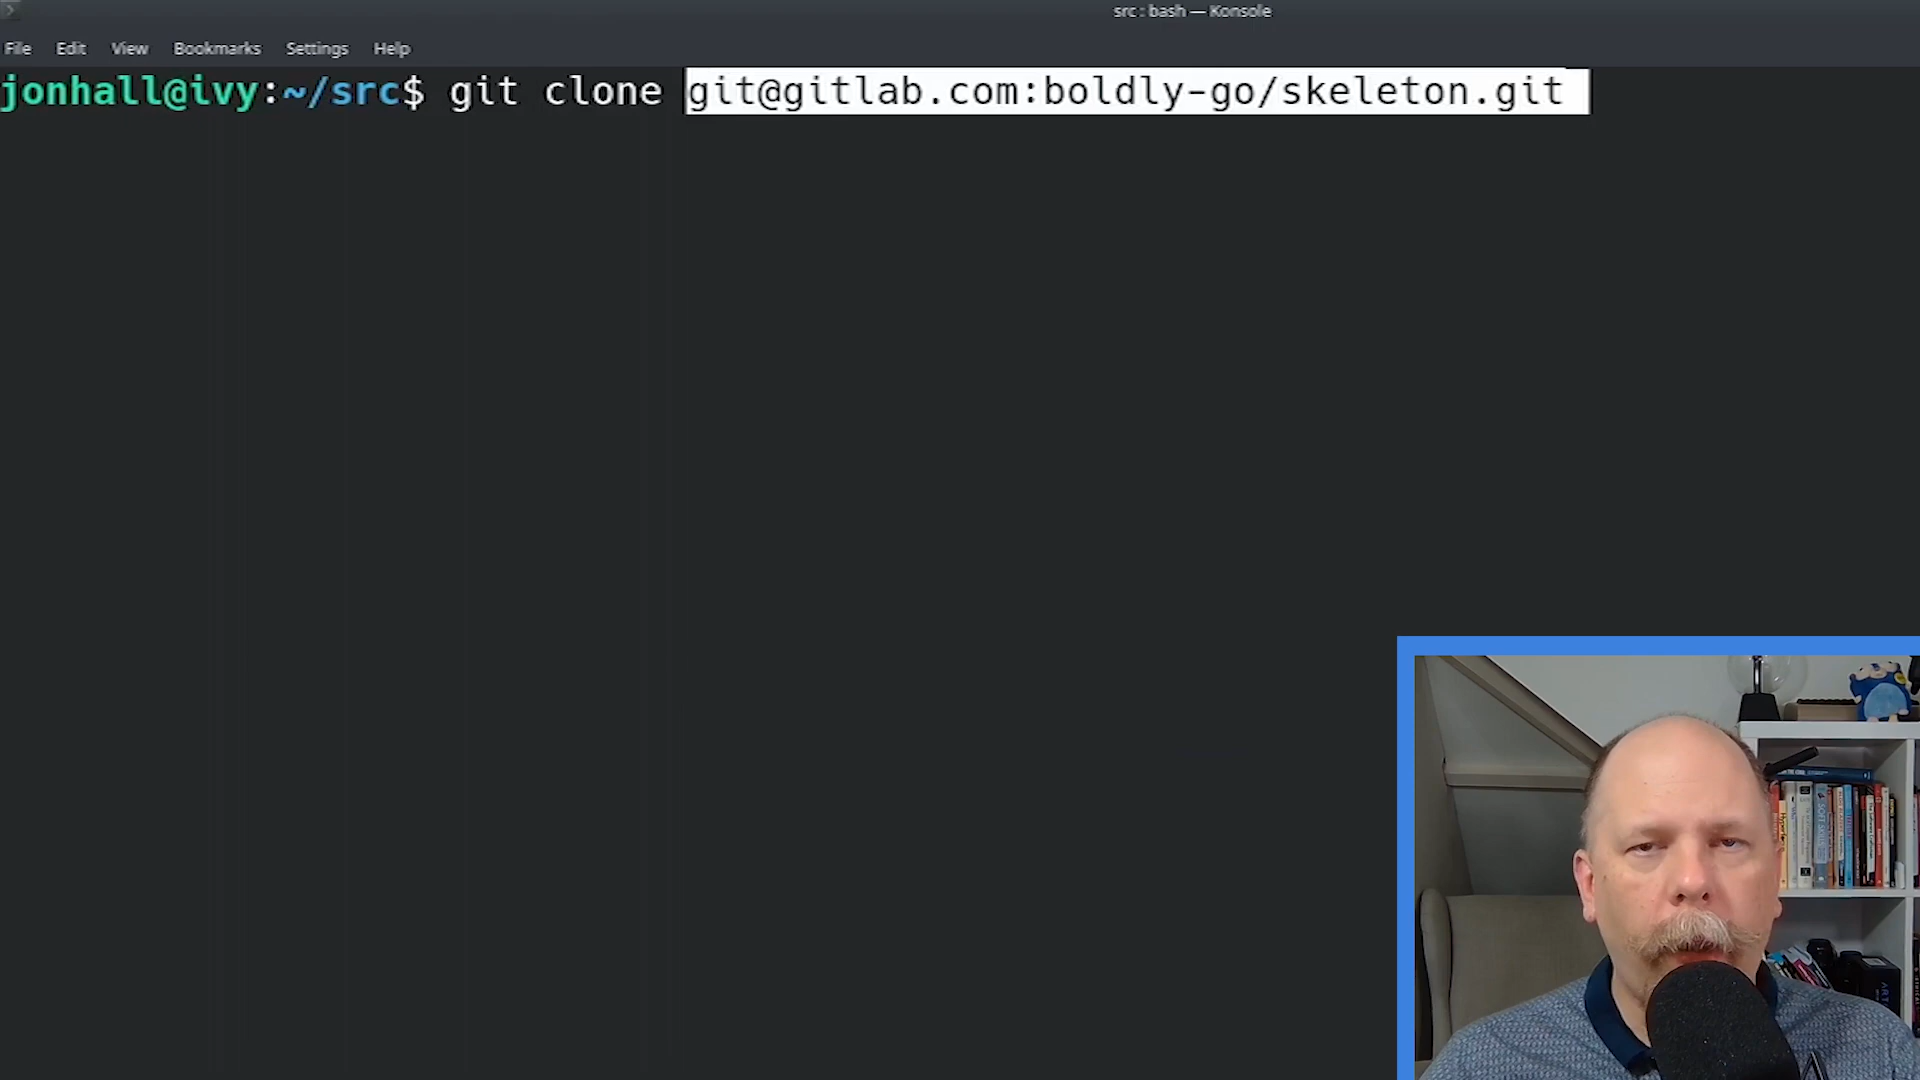 src : bash — Konsole
File Edit View Bookmarks Settings Help
jonhall@ivy:~/src$ git clone git@gitlab.com:boldly-go/skeleton.git